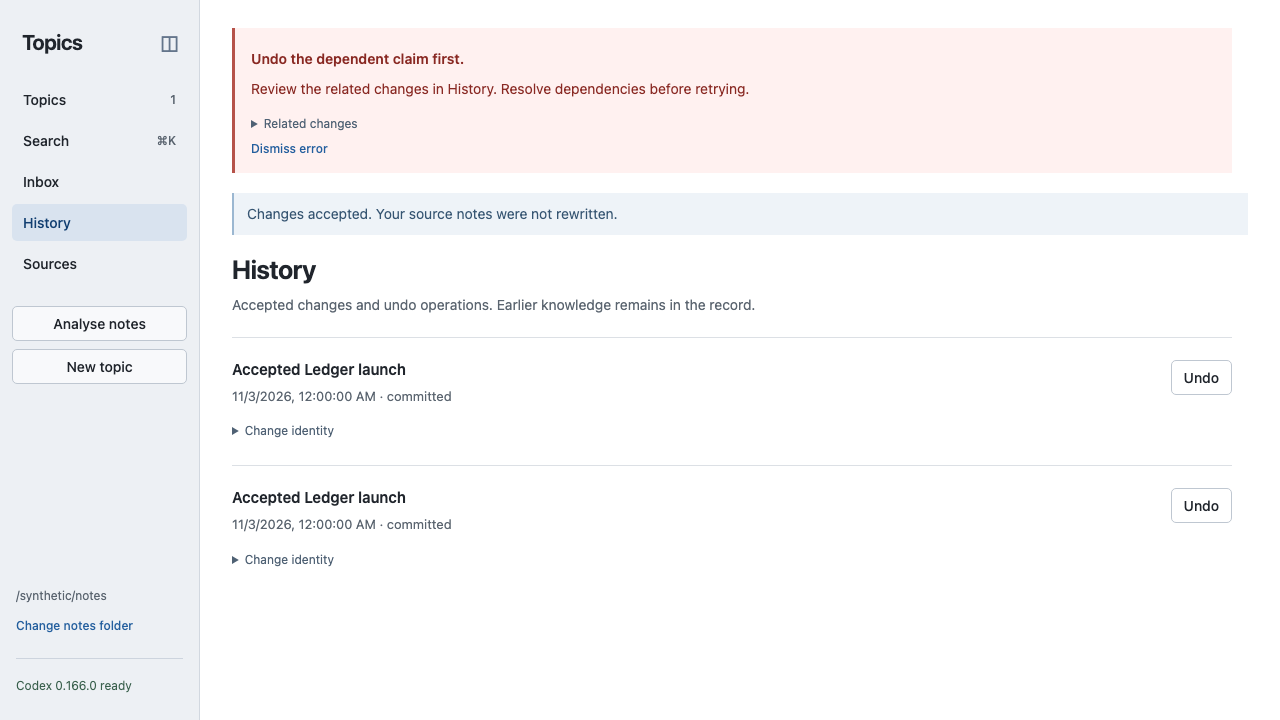 Topics
Topics 1
Search ⌘K
Inbox
History
Sources
Analyse notes
New topic
/synthetic/notes
Change notes folder
Codex 0.166.0 ready
Undo the dependent claim first.
Review the related changes in History. Resolve dependencies before retrying.
Related changes
Dismiss error
Changes accepted. Your source notes were not rewritten.
History
Accepted changes and undo operations. Earlier knowledge remains in the record.
Accepted Ledger launch
Undo
11/3/2026, 12:00:00 AM · committed
Change identity
Accepted Ledger launch
Undo
11/3/2026, 12:00:00 AM · committed
Change identity